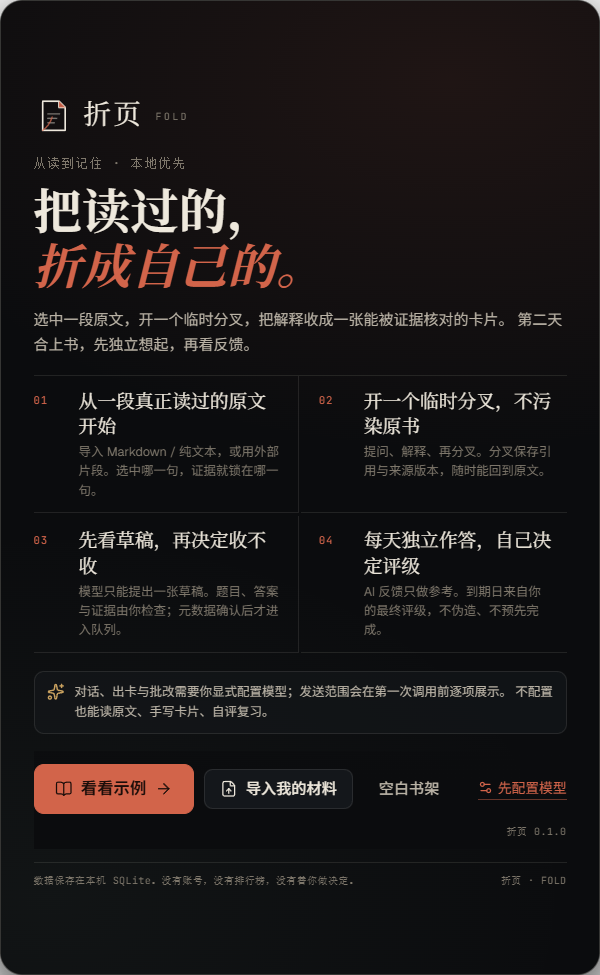 折页 FOLD
从读到记住 · 本地优先
把读过的，
折成自己的。
选中一段原文，开一个临时分叉，把解释收成一张能被证据核对的卡片。 第二天
合上书，先独立想起，再看反馈。
01
从一段真正读过的原文
开始
导入 Markdown / 纯文本，或用外部
片段。选中哪一句，证据就锁在哪一
句。
02
开一个临时分叉，不污
染原书
提问、解释、再分叉。分叉保存引
用与来源版本，随时能回到原文。
03
先看草稿，再决定收不
收
模型只能提出一张草稿。题目、答案
与证据由你检查；元数据确认后才进
入队列。
04
每天独立作答，自己决
定评级
AI 反馈只做参考。到期日来自你
的最终评级，不伪造、不预先完
成。
对话、出卡与批改需要你显式配置模型；发送范围会在第一次调用前逐项展示。 不配置
也能读原文、手写卡片、自评复习。
看看示例 →
导入我的材料
空白书架
先配置模型
折页 0.1.0
数据保存在本机 SQLite。没有账号，没有排行榜，没有替你做决定。
折页 · FOLD